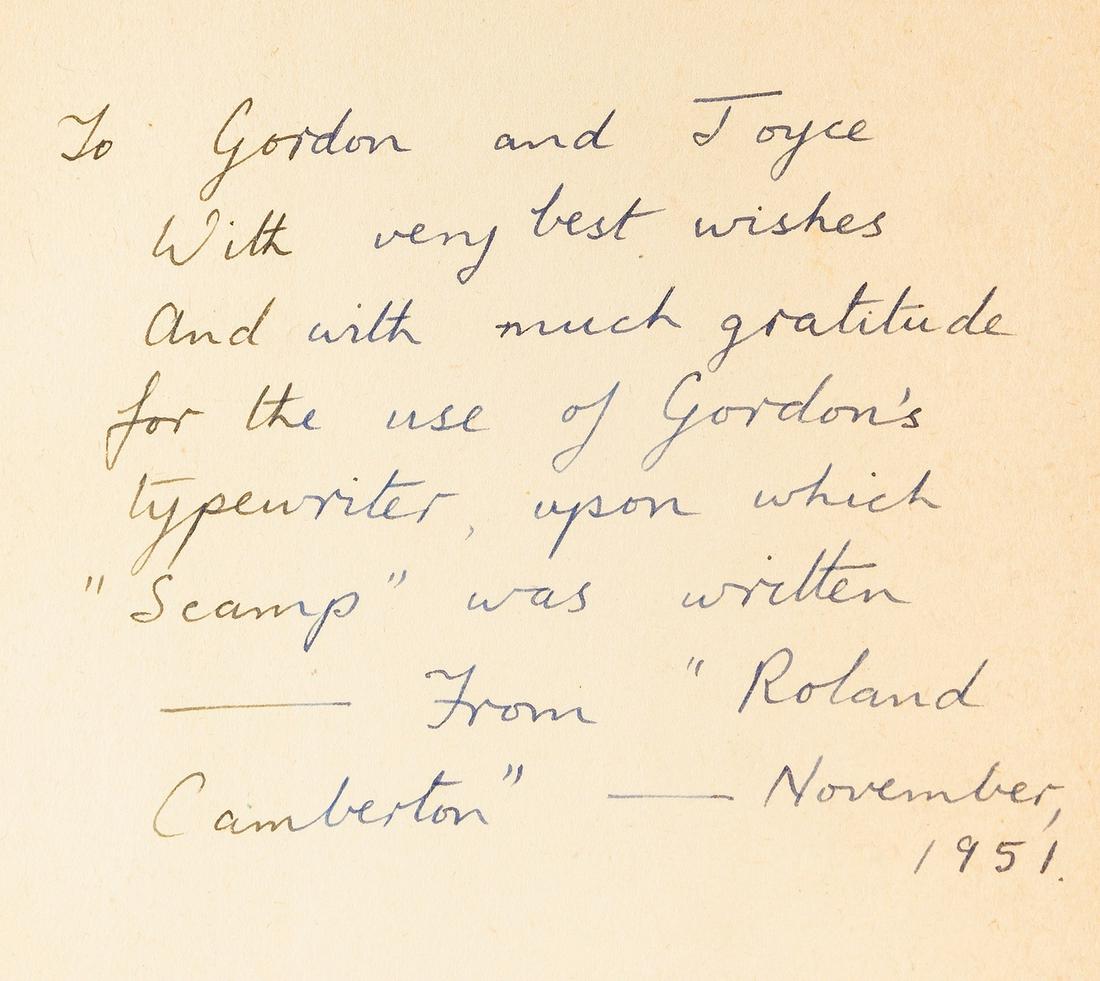 To Gordon and Joyce
With very best wishes
And with much gratitude
for the use of Gordon's
typewriter, upon which
"Scamp" was written
— From "Roland
Camberton" — November,
1951.